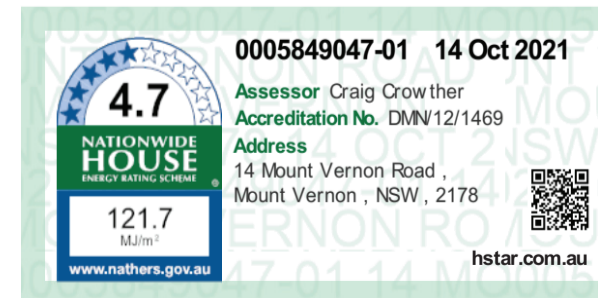 0005849047-01 14 Oct 2021
4.7
NATIONWIDE
HOUSE
ENERGY RATING SCHEME ®
121.7
MJ/m²
www.nathers.gov.au
Assessor Craig Crowther
Accreditation No. DMN/12/1469
Address
14 Mount Vernon Road ,
Mount Vernon , NSW , 2178
hstar.com.au